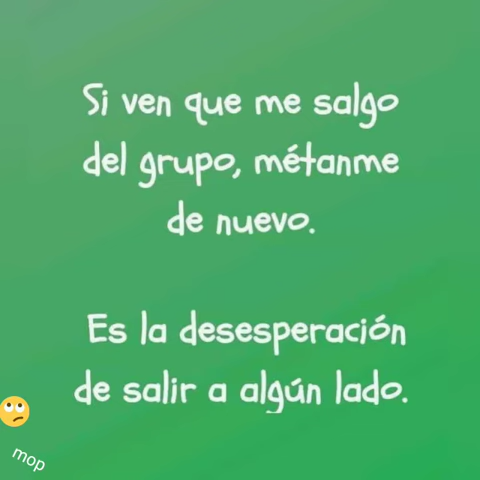 Si ven que me salgo
del grupo, métanme
de nuevo.
Es la desesperación
de salir a algún lado.
mop